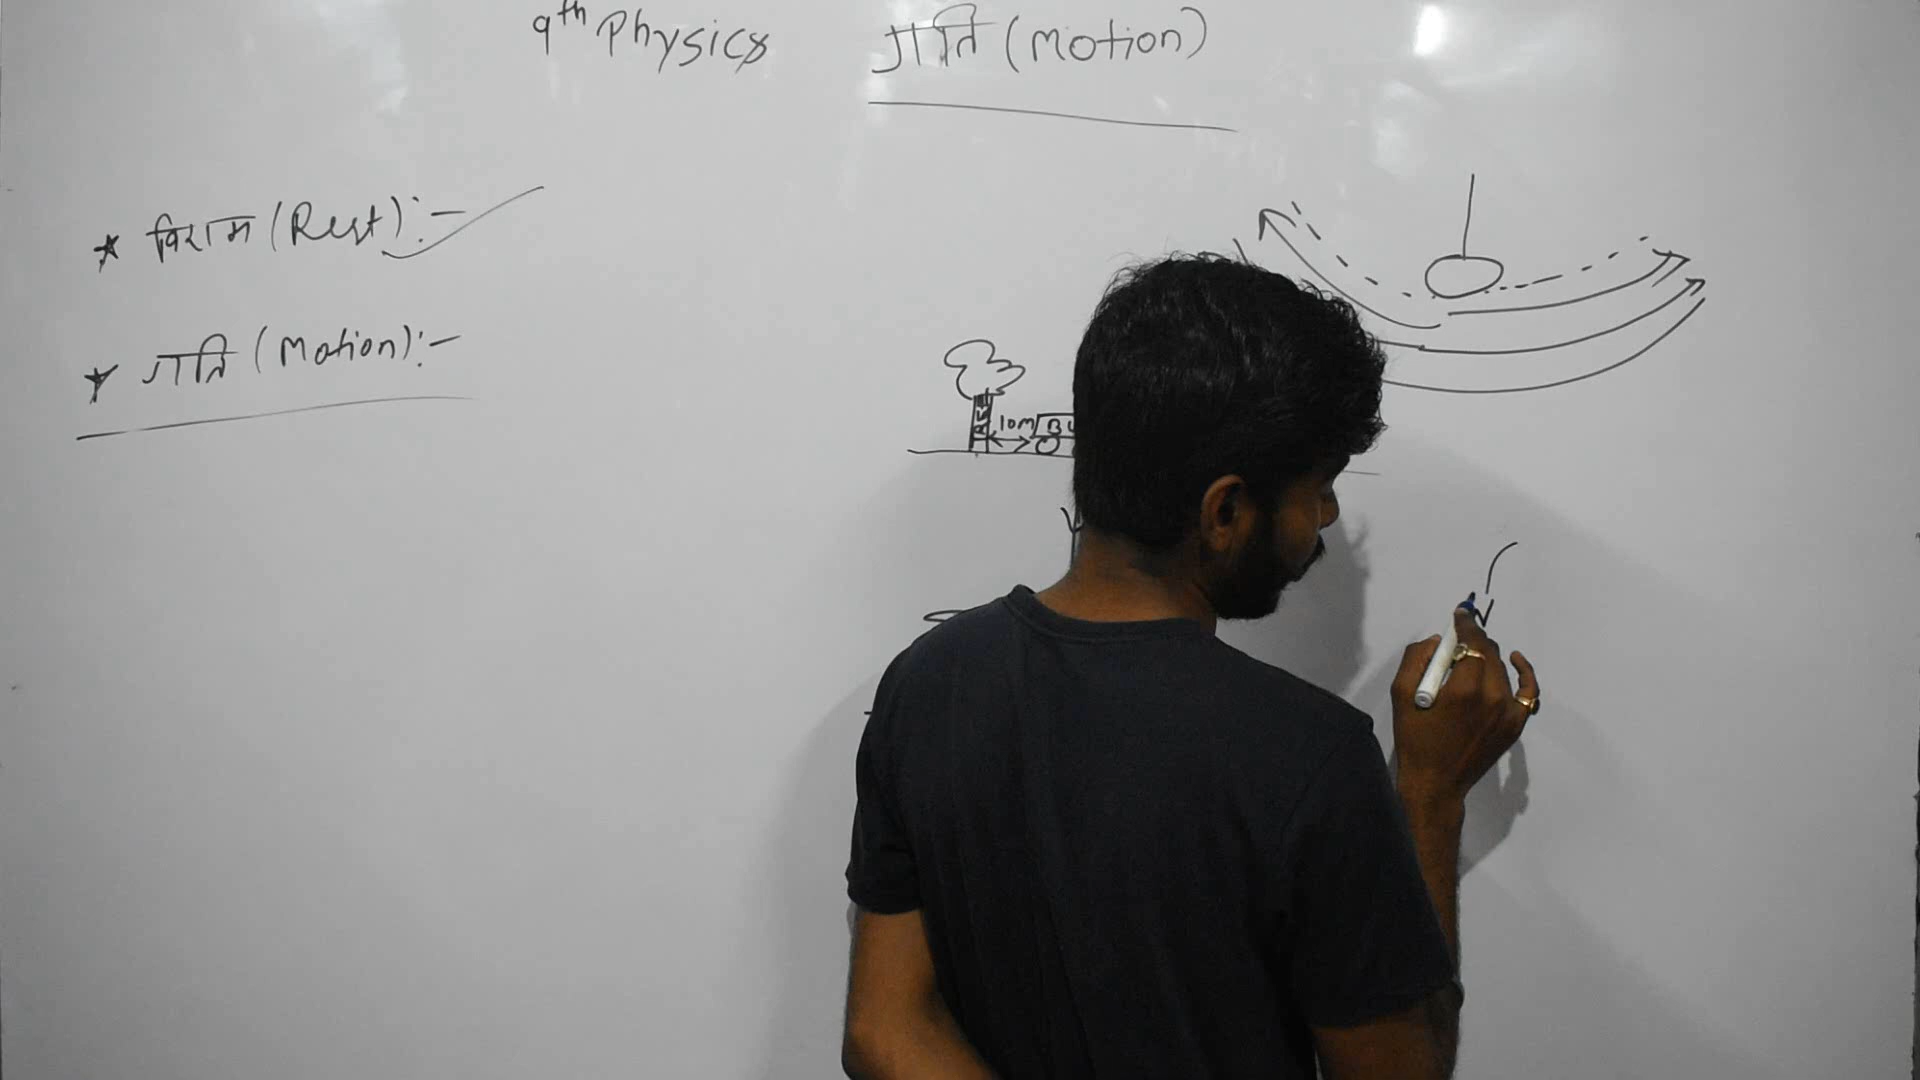 9th Physics गति (Motion)
★ विराम (Rest):-
★ गति (Motion):-
10m